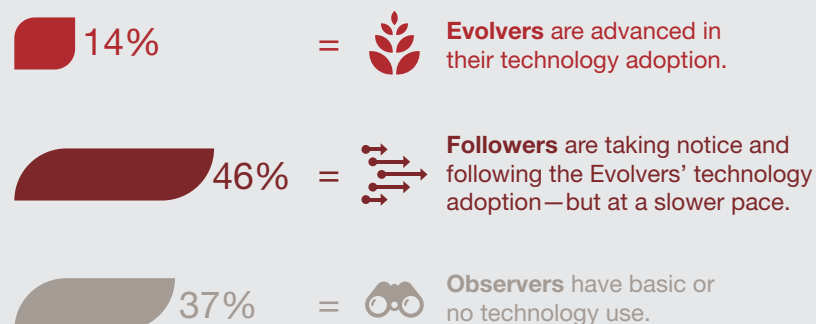 14%
=
Evolvers are advanced in
their technology adoption.
46%
=
Followers are taking notice and
following the Evolvers’ technology
adoption—but at a slower pace.
37%
=
Observers have basic or
no technology use.